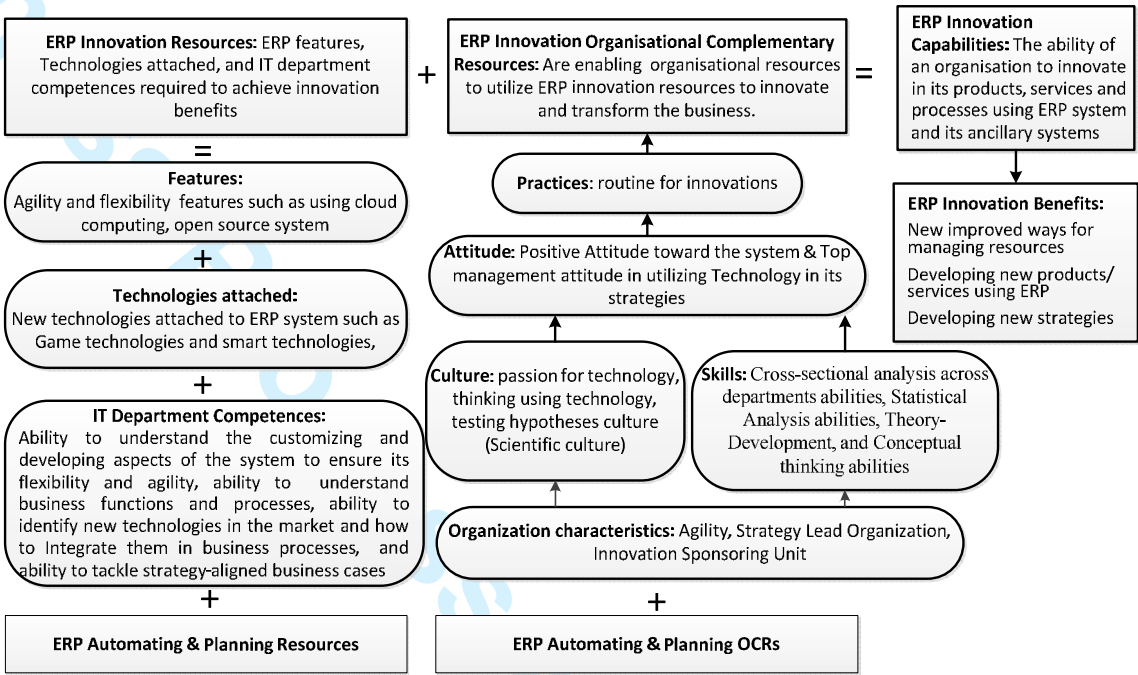 ERP Innovation Resources: ERP features,
Technologies attached, and IT department
competences required to achieve innovation
benefits
+
ERP Innovation Organisational Complementary
Resources: Are enabling organisational resources
to utilize ERP innovation resources to innovate
and transform the business.
=
ERP Innovation
Capabilities: The ability of
an organisation to innovate
in its products, services and
processes using ERP system
and its ancillary systems
=
Features:
Agility and flexibility features such as using cloud
computing, open source system
+
Technologies attached:
New technologies attached to ERP system such as
Game technologies and smart technologies,
+
IT Department Competences:
Ability to understand the customizing and
developing aspects of the system to ensure its
flexibility and agility, ability to understand
business functions and processes, ability to
identify new technologies in the market and how
to Integrate them in business processes, and
ability to tackle strategy-aligned business cases
+
ERP Automating & Planning Resources
Practices: routine for innovations
Attitude: Positive Attitude toward the system & Top
management attitude in utilizing Technology in its
strategies
Culture: passion for technology,
thinking using technology,
testing hypotheses culture
(Scientific culture)
Skills: Cross-sectional analysis across
departments abilities, Statistical
Analysis abilities, Theory-
Development, and Conceptual
thinking abilities
Organization characteristics: Agility, Strategy Lead Organization,
Innovation Sponsoring Unit
+
ERP Automating & Planning OCRs
ERP Innovation Benefits:
New improved ways for
managing resources
Developing new products/
services using ERP
Developing new strategies